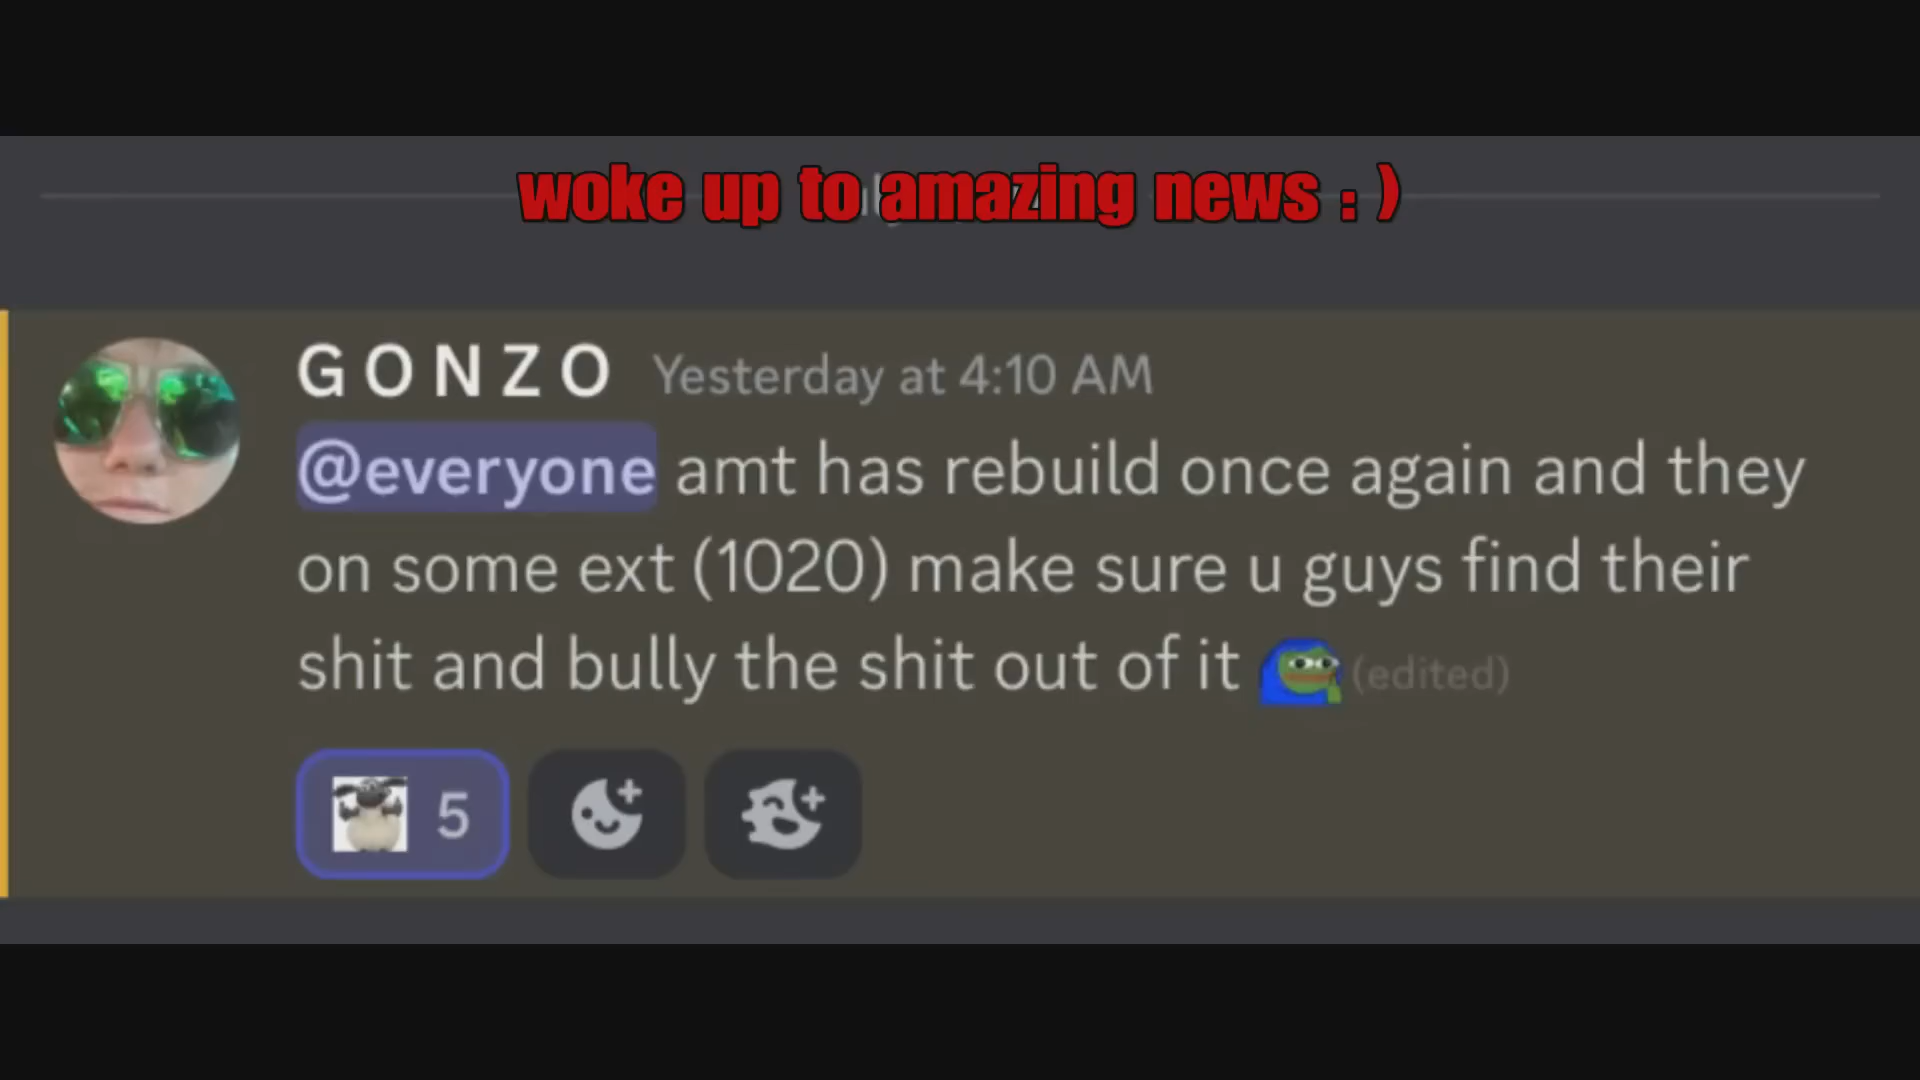 woke up to amazing news : )
G O N Z O Yesterday at 4:10 AM
@everyone amt has rebuild once again and they
on some ext (1020) make sure u guys find their
shit and bully the shit out of it (edited)
5